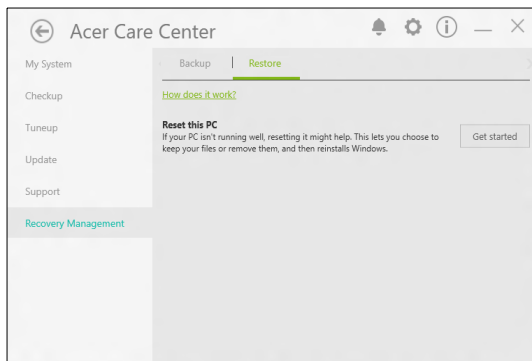 Acer Care Center
My System
Checkup
Tuneup
Update
Support
Recovery Management
Backup
Restore
How does it work?
Reset this PC
If your PC isn't running well, resetting it might help. This lets you choose to
keep your files or remove them, and then reinstalls Windows.
Get started